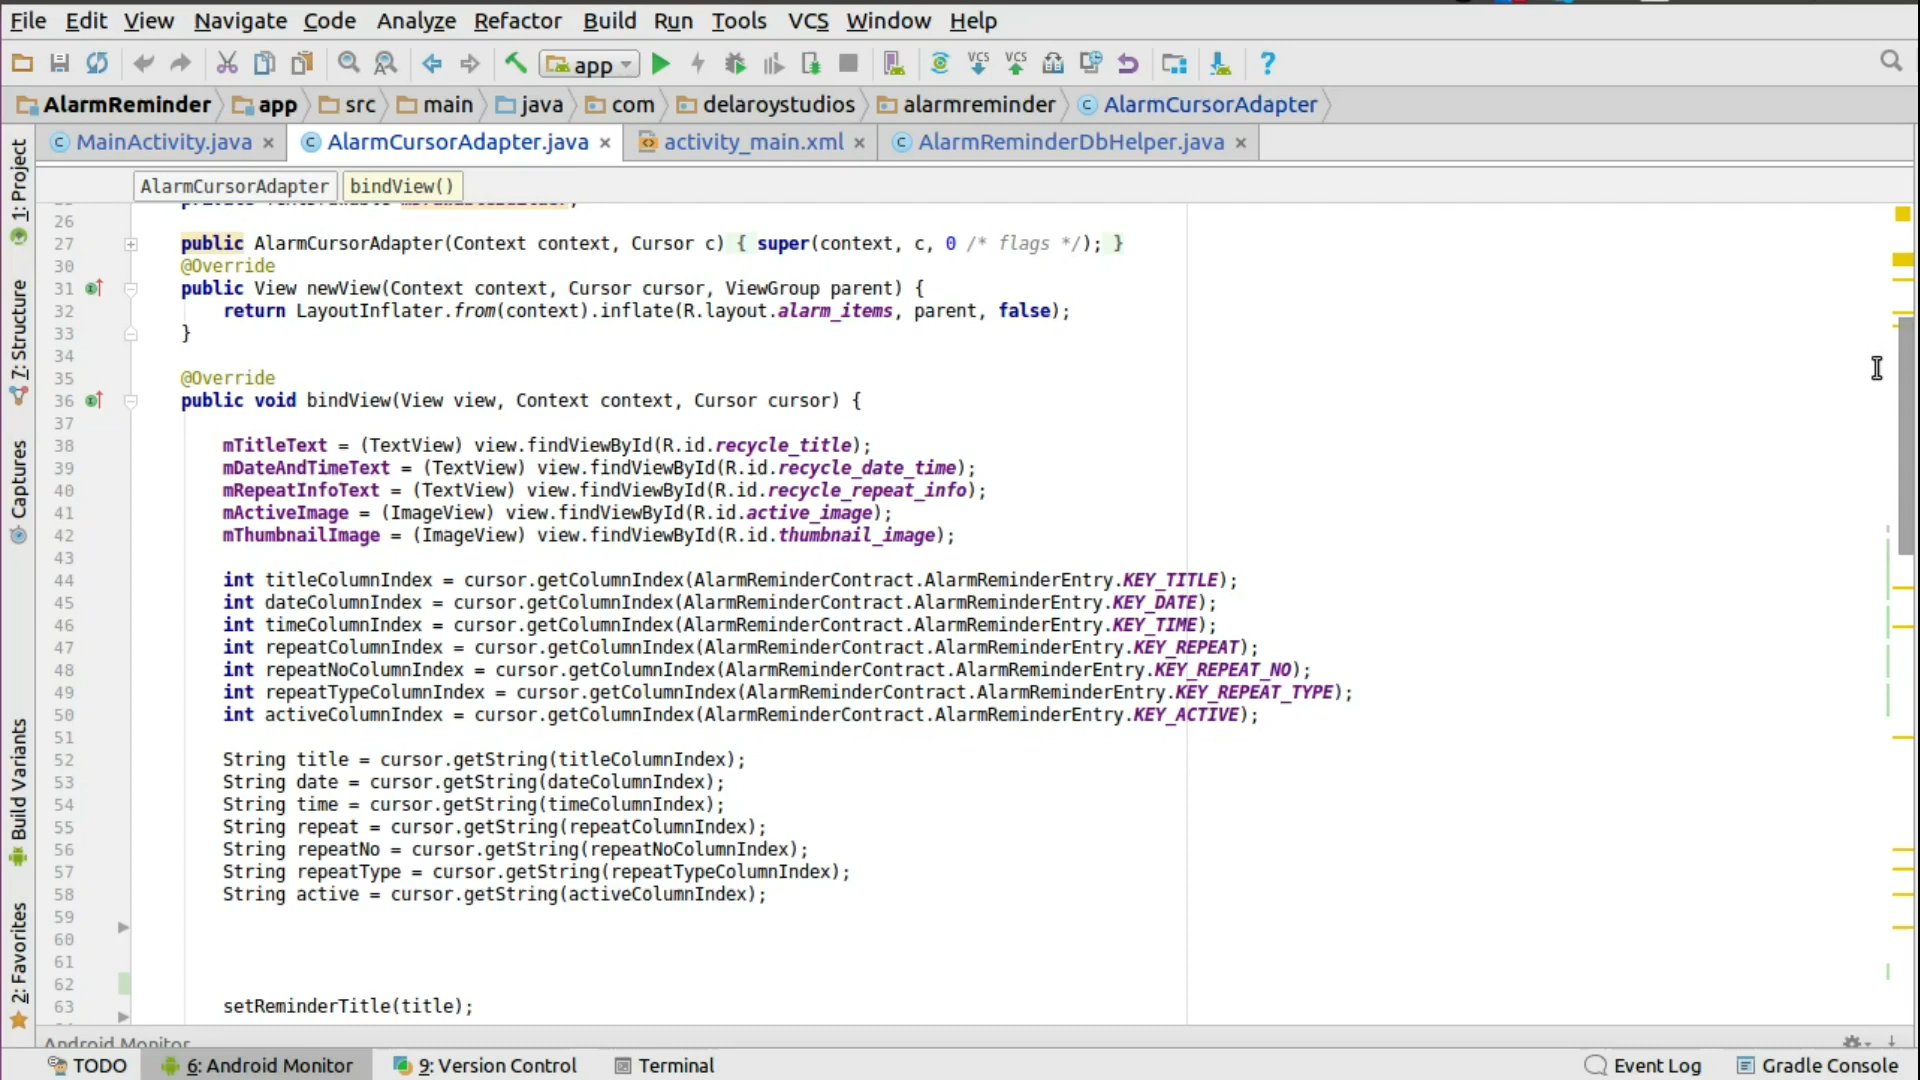 File Edit View Navigate Code Analyze Refactor Build Run Tools VCS Window Help
app
VCS VCS ?
AlarmReminder app src main java com delaroystudios alarmreminder AlarmCursorAdapter
MainActivity.java AlarmCursorAdapter.java activity_main.xml AlarmReminderDbHelper.java
AlarmCursorAdapter bindView()
26
27 public AlarmCursorAdapter(Context context, Cursor c) { super(context, c, 0 /* flags */); }
30 @Override
31 public View newView(Context context, Cursor cursor, ViewGroup parent) {
32 return LayoutInflater.from(context).inflate(R.layout.alarm_items, parent, false);
33 }
34
35 @Override
36 public void bindView(View view, Context context, Cursor cursor) {
37
38 mTitleText = (TextView) view.findViewById(R.id.recycle_title);
39 mDateAndTimeText = (TextView) view.findViewById(R.id.recycle_date_time);
40 mRepeatInfoText = (TextView) view.findViewById(R.id.recycle_repeat_info);
41 mActiveImage = (ImageView) view.findViewById(R.id.active_image);
42 mThumbnailImage = (ImageView) view.findViewById(R.id.thumbnail_image);
43
44 int titleColumnIndex = cursor.getColumnIndex(AlarmReminderContract.AlarmReminderEntry.KEY_TITLE);
45 int dateColumnIndex = cursor.getColumnIndex(AlarmReminderContract.AlarmReminderEntry.KEY_DATE);
46 int timeColumnIndex = cursor.getColumnIndex(AlarmReminderContract.AlarmReminderEntry.KEY_TIME);
47 int repeatColumnIndex = cursor.getColumnIndex(AlarmReminderContract.AlarmReminderEntry.KEY_REPEAT);
48 int repeatNoColumnIndex = cursor.getColumnIndex(AlarmReminderContract.AlarmReminderEntry.KEY_REPEAT_NO);
49 int repeatTypeColumnIndex = cursor.getColumnIndex(AlarmReminderContract.AlarmReminderEntry.KEY_REPEAT_TYPE);
50 int activeColumnIndex = cursor.getColumnIndex(AlarmReminderContract.AlarmReminderEntry.KEY_ACTIVE);
51
52 String title = cursor.getString(titleColumnIndex);
53 String date = cursor.getString(dateColumnIndex);
54 String time = cursor.getString(timeColumnIndex);
55 String repeat = cursor.getString(repeatColumnIndex);
56 String repeatNo = cursor.getString(repeatNoColumnIndex);
57 String repeatType = cursor.getString(repeatTypeColumnIndex);
58 String active = cursor.getString(activeColumnIndex);
59
60
61
62
63 setReminderTitle(title);
1: Project
7: Structure
Captures
Build Variants
2: Favorites
Android Monitor
TODO 6: Android Monitor 9: Version Control Terminal Event Log Gradle Console